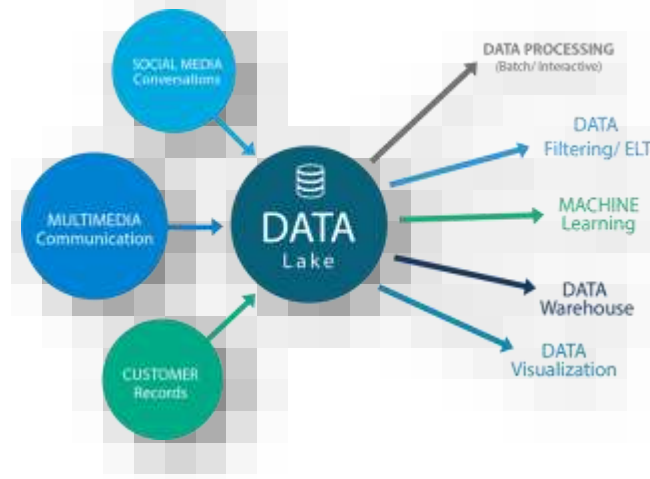 SOCIAL MEDIA
Conversations
MULTIMEDIA
Communication
CUSTOMER
Records
DATA
Lake
DATA PROCESSING
(Batch/ Interactive)
DATA
Filtering/ ELT
MACHINE
Learning
DATA
Warehouse
DATA
Visualization